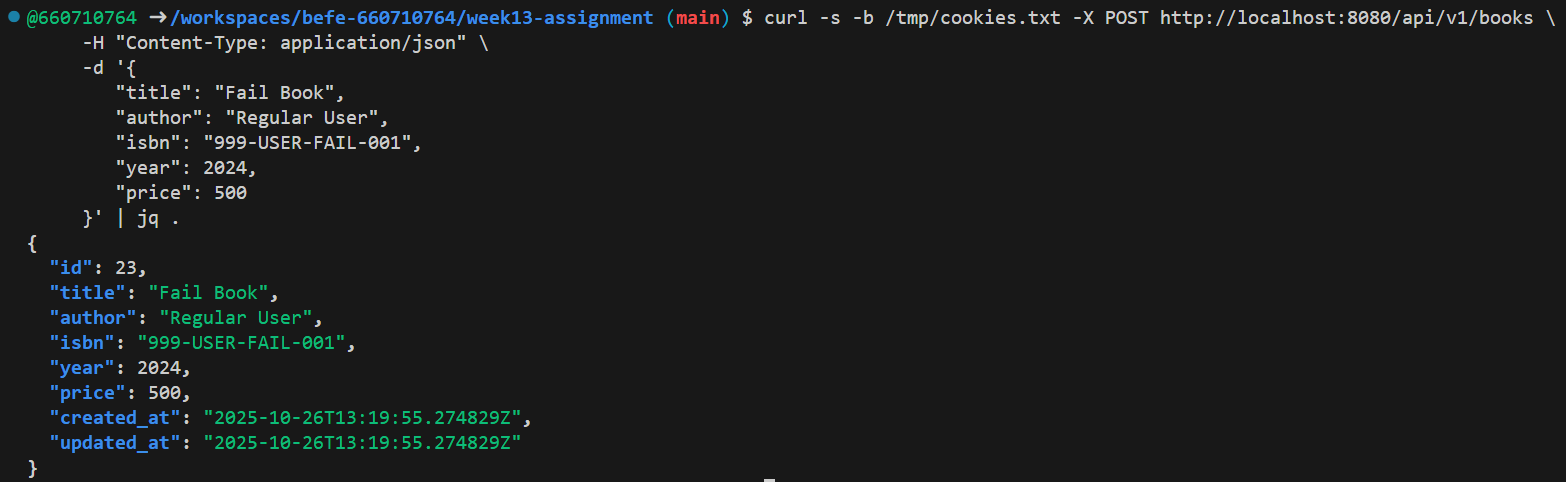 @660710764 ➜/workspaces/befe-660710764/week13-assignment (main) $ curl -s -b /tmp/cookies.txt -X POST http://localhost:8080/api/v1/books \
     -H "Content-Type: application/json" \
     -d '{
        "title": "Fail Book",
        "author": "Regular User",
        "isbn": "999-USER-FAIL-001",
        "year": 2024,
        "price": 500
     }' | jq .
{
  "id": 23,
  "title": "Fail Book",
  "author": "Regular User",
  "isbn": "999-USER-FAIL-001",
  "year": 2024,
  "price": 500,
  "created_at": "2025-10-26T13:19:55.274829Z",
  "updated_at": "2025-10-26T13:19:55.274829Z"
}